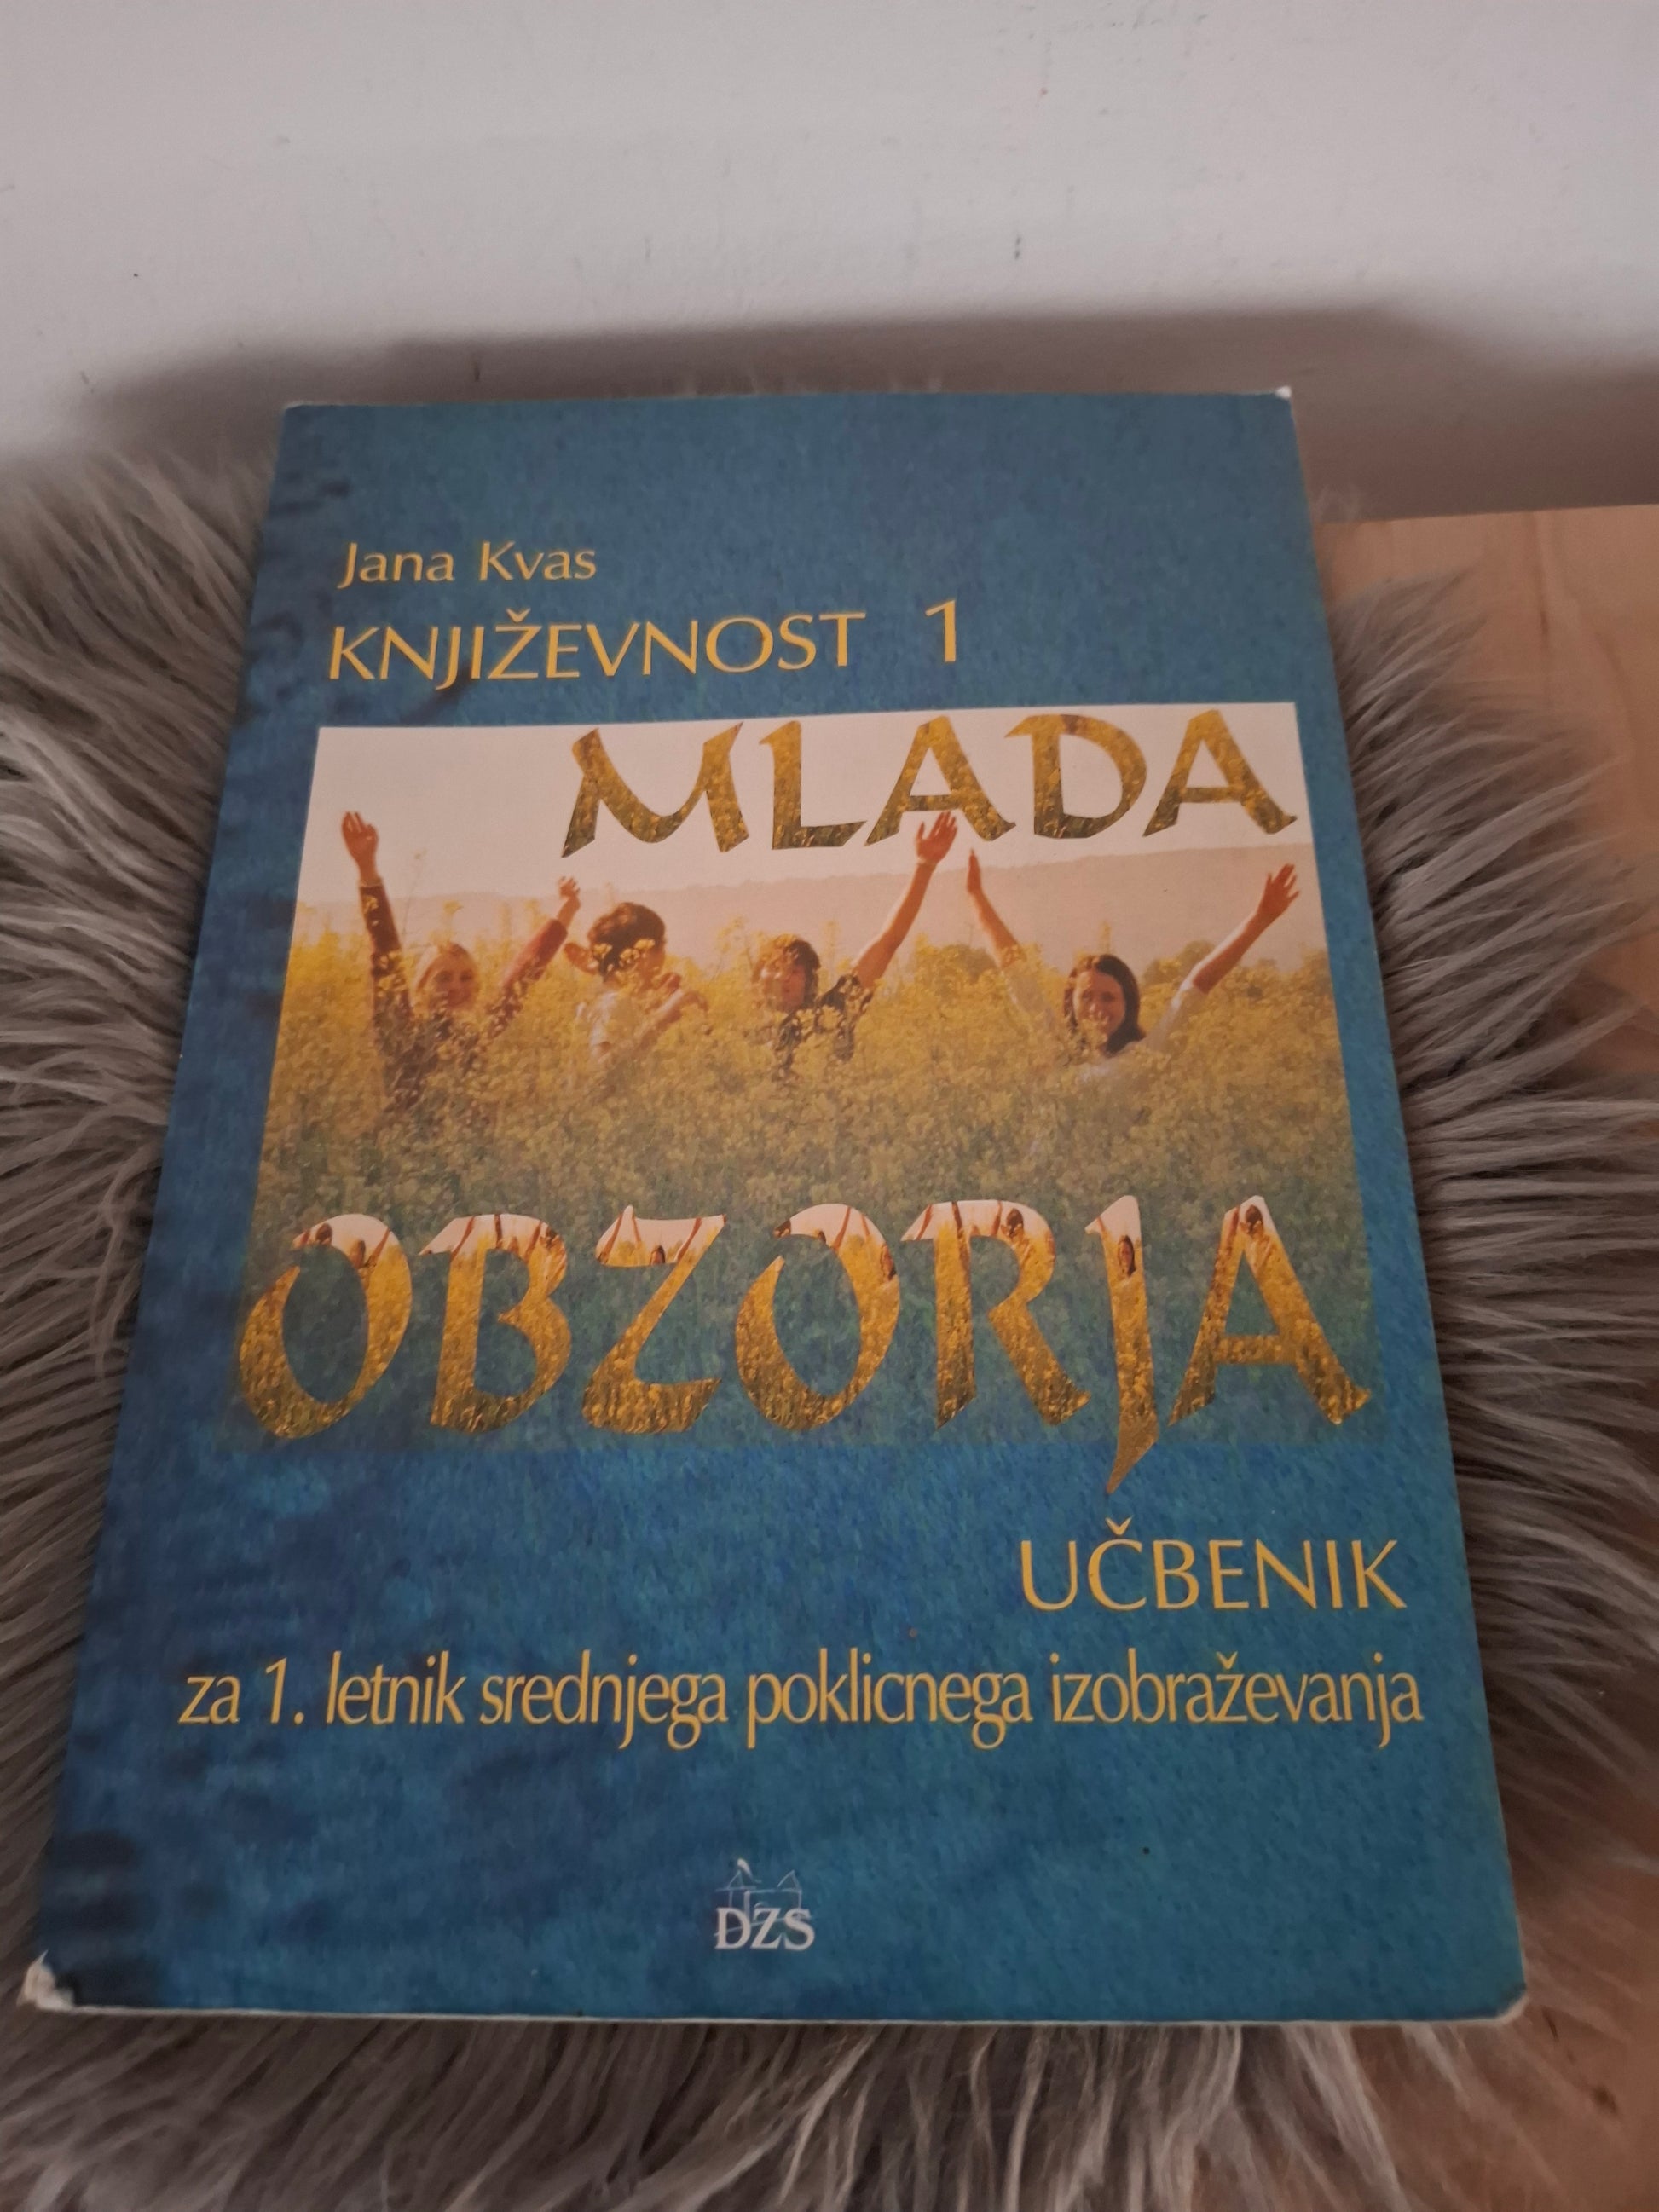 Jana Kvas
KNJIŽEVNOST 1
MLADA
OBZORJA
UČBENIK
za 1. letnik srednjega poklicnega izobraževanja
DZS